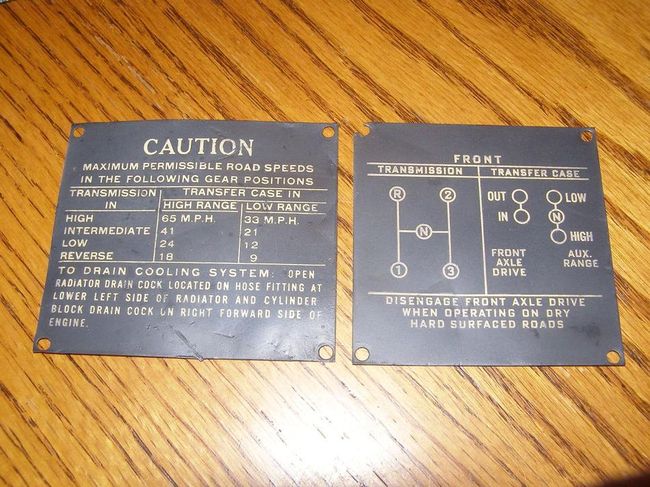 CAUTION
MAXIMUM PERMISSIBLE ROAD SPEEDS
IN THE FOLLOWING GEAR POSITIONS
TRANSMISSION IN
TRANSFER CASE IN
HIGH RANGE LOW RANGE
HIGH 65 M.P.H. 33 M.P.H.
INTERMEDIATE 41 21
LOW 24 12
REVERSE 18 9
TO DRAIN COOLING SYSTEM: OPEN
RADIATOR DRAIN COCK LOCATED ON HOSE FITTING AT
LOWER LEFT SIDE OF RADIATOR AND CYLINDER
BLOCK DRAIN COCK ON RIGHT FORWARD SIDE OF
ENGINE.
FRONT
TRANSMISSION TRANSFER CASE
R 2
N
1 3
OUT LOW
IN N
HIGH
FRONT AUX.
AXLE RANGE
DRIVE
DISENGAGE FRONT AXLE DRIVE
WHEN OPERATING ON DRY
HARD SURFACED ROADS